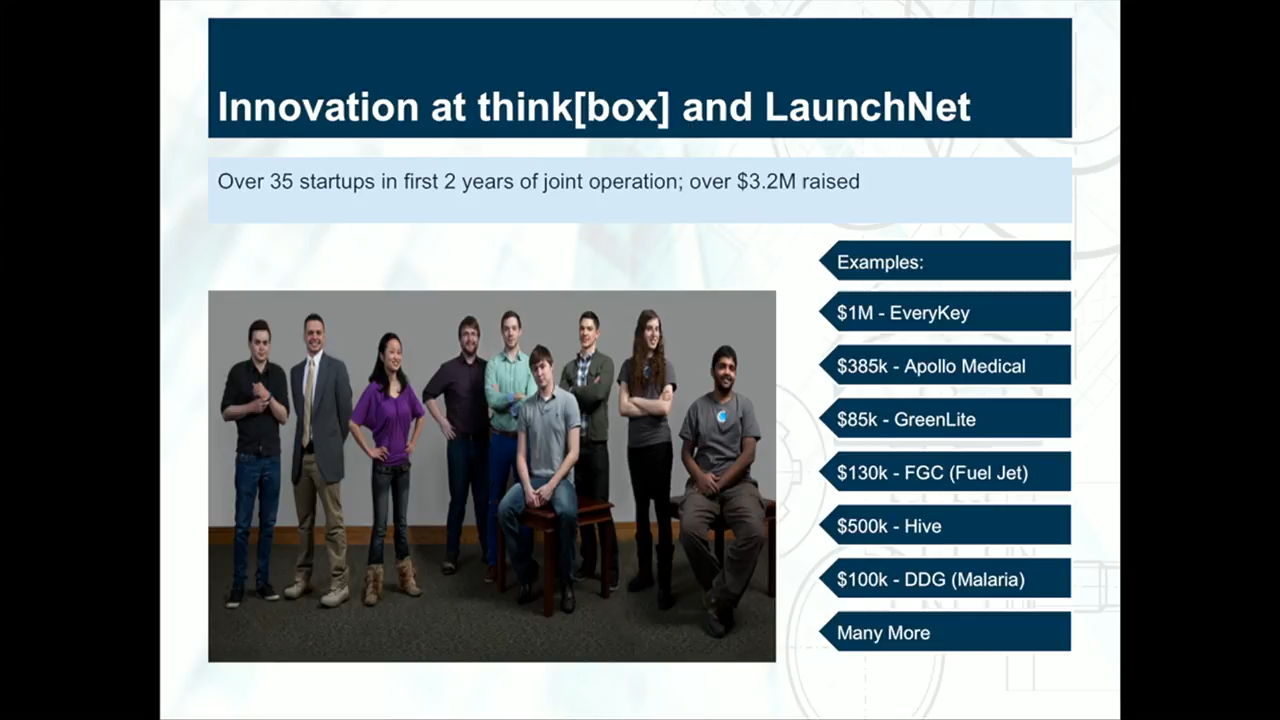 Innovation at think[box] and LaunchNet
Over 35 startups in first 2 years of joint operation; over $3.2M raised
Examples:
$1M - EveryKey
$385k - Apollo Medical
$85k - GreenLite
$130k - FGC (Fuel Jet)
$500k - Hive
$100k - DDG (Malaria)
Many More